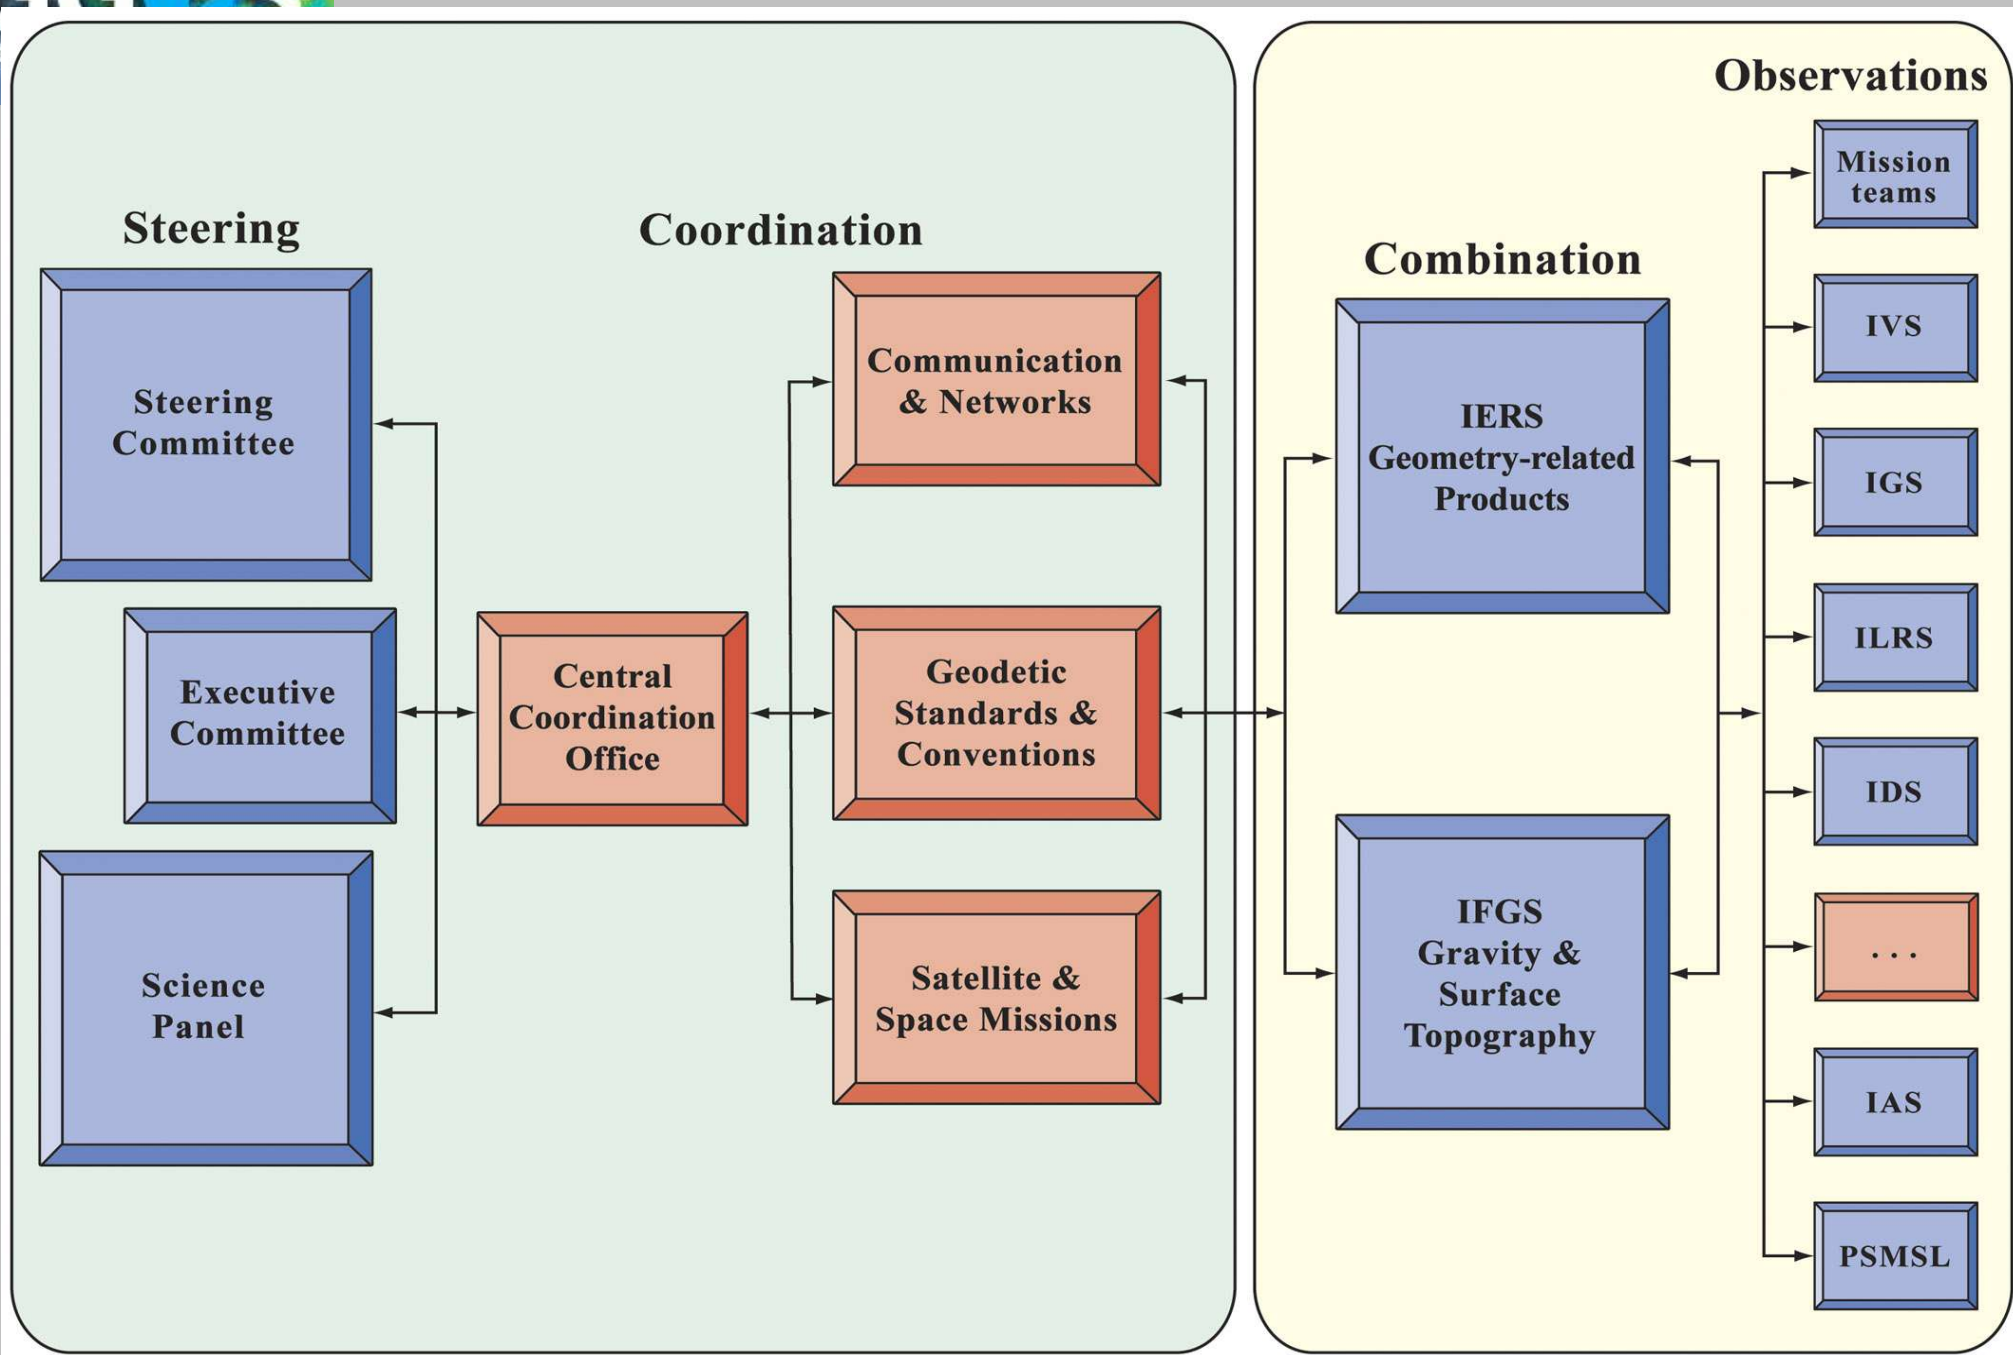 Steering
Steering
Committee
Executive
Committee
Science
Panel
Coordination
Central
Coordination
Office
Communication
& Networks
Geodetic
Standards &
Conventions
Satellite &
Space Missions
Combination
IERS
Geometry-related
Products
IFGS
Gravity &
Surface
Topography
Observations
Mission
teams
IVS
IGS
ILRS
IDS
. . .
IAS
PSMSL